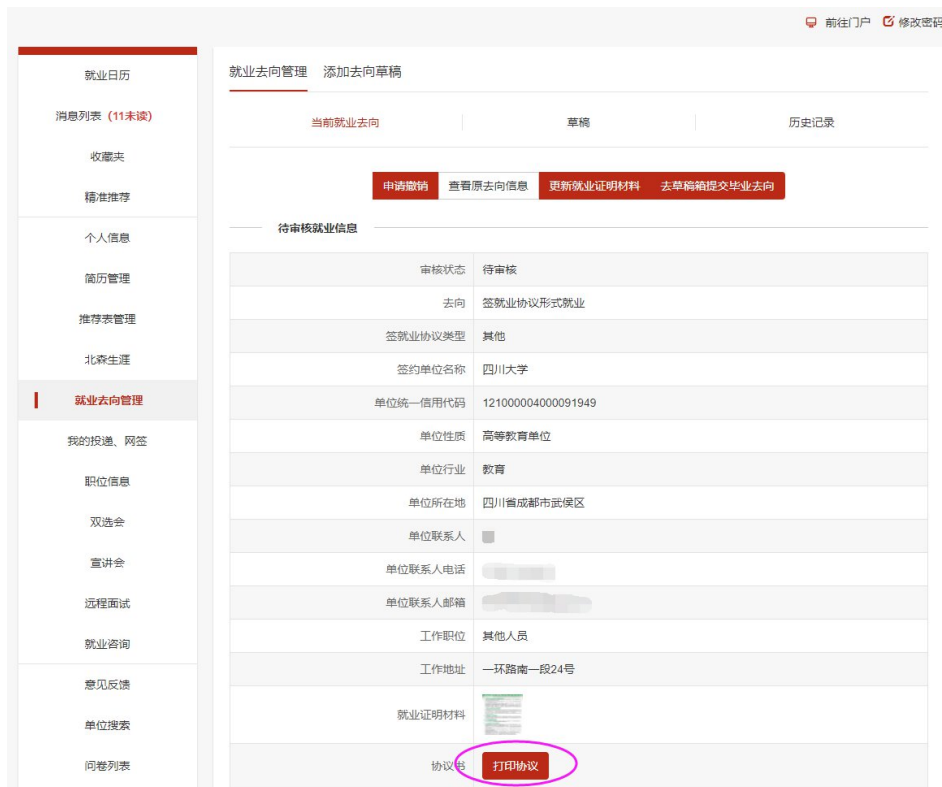 前往门户 修改密码
就业日历
消息列表（11未读）
收藏夹
精准推荐
个人信息
简历管理
推荐表管理
北森生涯
就业去向管理
我的投递、网签
职位信息
双选会
宣讲会
远程面试
就业咨询
意见反馈
单位搜索
问卷列表
就业去向管理 添加去向草稿
当前就业去向 草稿 历史记录
申请撤销 查看原去向信息 更新就业证明材料 去草稿箱提交毕业去向
待审核就业信息
审核状态 待审核
去向 签就业协议形式就业
签就业协议类型 其他
签约单位名称 四川大学
单位统一信用代码 121000004000091949
单位性质 高等教育单位
单位行业 教育
单位所在地 四川省成都市武侯区
单位联系人
单位联系人电话
单位联系人邮箱
工作职位 其他人员
工作地址 一环路南一段24号
就业证明材料
协议书 打印协议